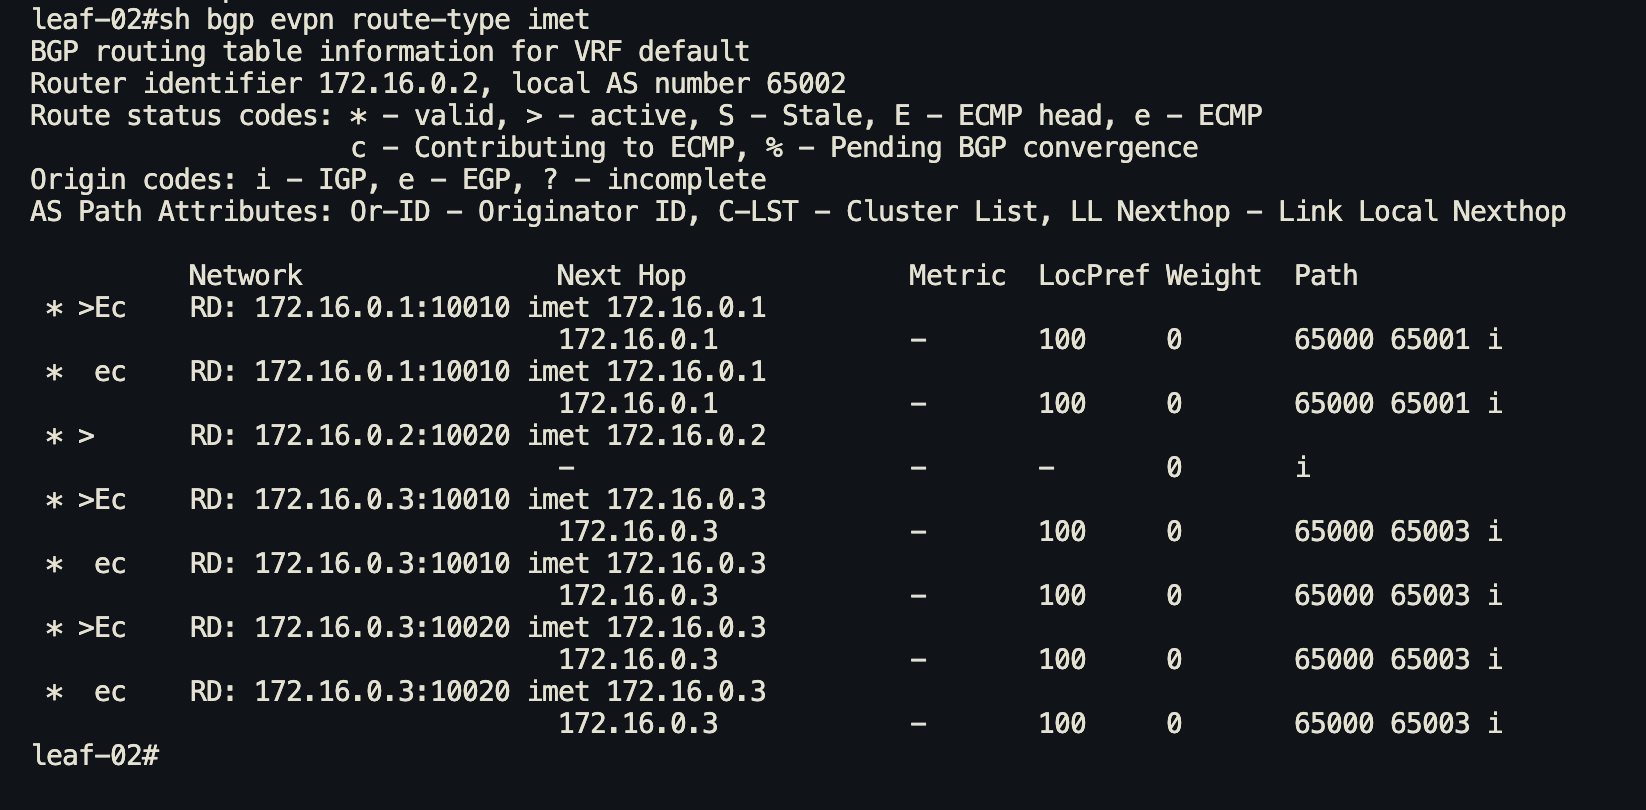 leaf-02#sh bgp evpn route-type imet
BGP routing table information for VRF default
Router identifier 172.16.0.2, local AS number 65002
Route status codes: * - valid, > - active, S - Stale, E - ECMP head, e - ECMP
                    c - Contributing to ECMP, % - Pending BGP convergence
Origin codes: i - IGP, e - EGP, ? - incomplete
AS Path Attributes: Or-ID - Originator ID, C-LST - Cluster List, LL Nexthop - Link Local Nexthop

          Network                Next Hop              Metric  LocPref Weight  Path
 * >Ec    RD: 172.16.0.1:10010 imet 172.16.0.1
                                 172.16.0.1            -       100     0       65000 65001 i
 *  ec    RD: 172.16.0.1:10010 imet 172.16.0.1
                                 172.16.0.1            -       100     0       65000 65001 i
 * >      RD: 172.16.0.2:10020 imet 172.16.0.2
                                 -                     -       -       0       i
 * >Ec    RD: 172.16.0.3:10010 imet 172.16.0.3
                                 172.16.0.3            -       100     0       65000 65003 i
 *  ec    RD: 172.16.0.3:10010 imet 172.16.0.3
                                 172.16.0.3            -       100     0       65000 65003 i
 * >Ec    RD: 172.16.0.3:10020 imet 172.16.0.3
                                 172.16.0.3            -       100     0       65000 65003 i
 *  ec    RD: 172.16.0.3:10020 imet 172.16.0.3
                                 172.16.0.3            -       100     0       65000 65003 i
leaf-02#